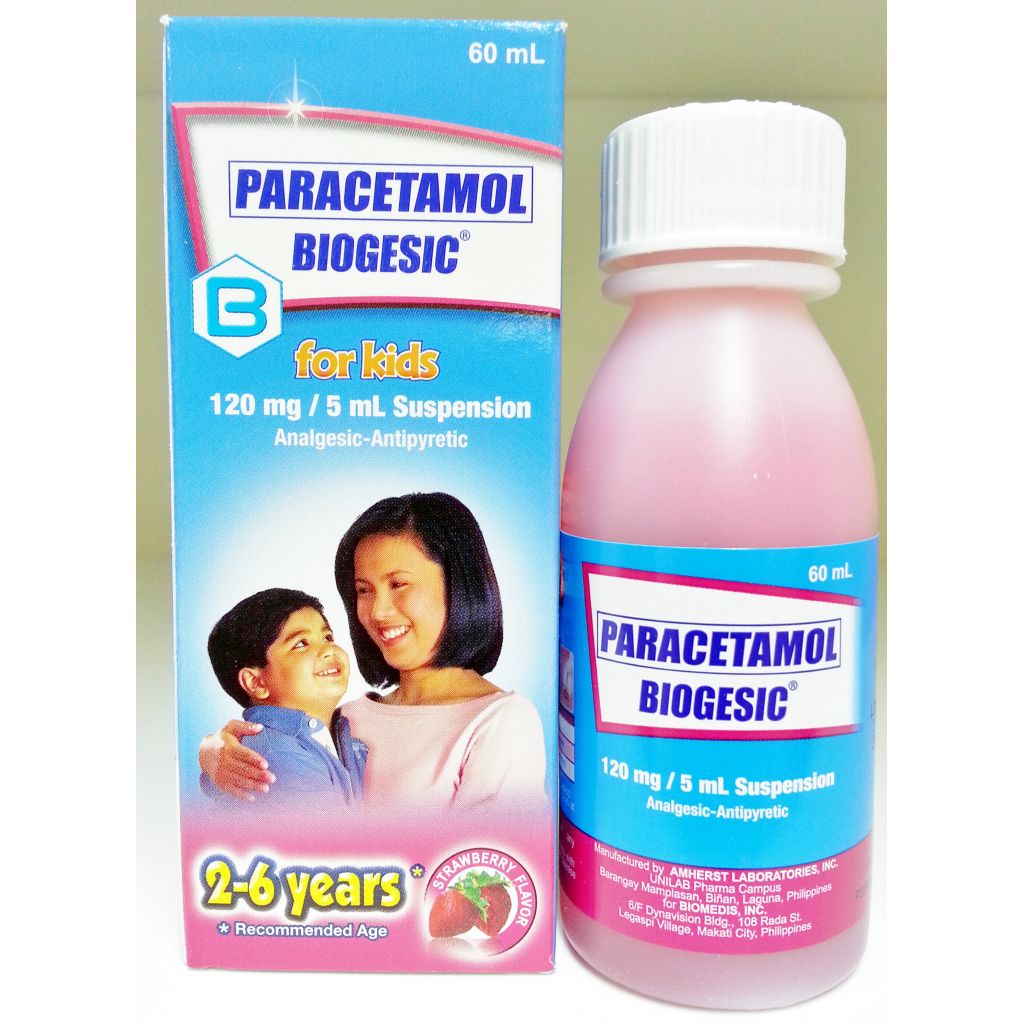 60 mL
PARACETAMOL
BIOGESIC®
B
for kids
120 mg / 5 mL Suspension
Analgesic-Antipyretic
2-6 years*
* Recommended Age
STRAWBERRY FLAVOR
60 mL
PARACETAMOL
BIOGESIC®
120 mg / 5 mL Suspension
Analgesic-Antipyretic
Manufactured by AMHERST LABORATORIES, INC.
UNILAB Pharma Campus
Barangay Mamplasan, Biñan, Laguna, Philippines
for BIOMEDIS, INC.
6/F Dynavision Bldg., 108 Rada St.
Legaspi Village, Makati City, Philippines
any